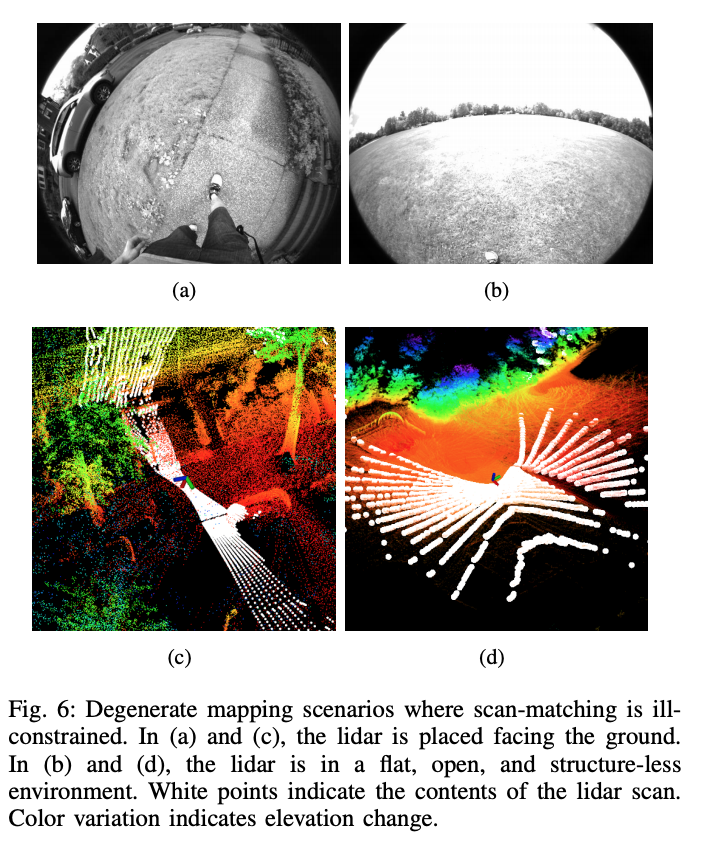 (a)
(b)
(c)
(d)
Fig. 6: Degenerate mapping scenarios where scan-matching is ill-
constrained. In (a) and (c), the lidar is placed facing the ground.
In (b) and (d), the lidar is in a flat, open, and structure-less
environment. White points indicate the contents of the lidar scan.
Color variation indicates elevation change.